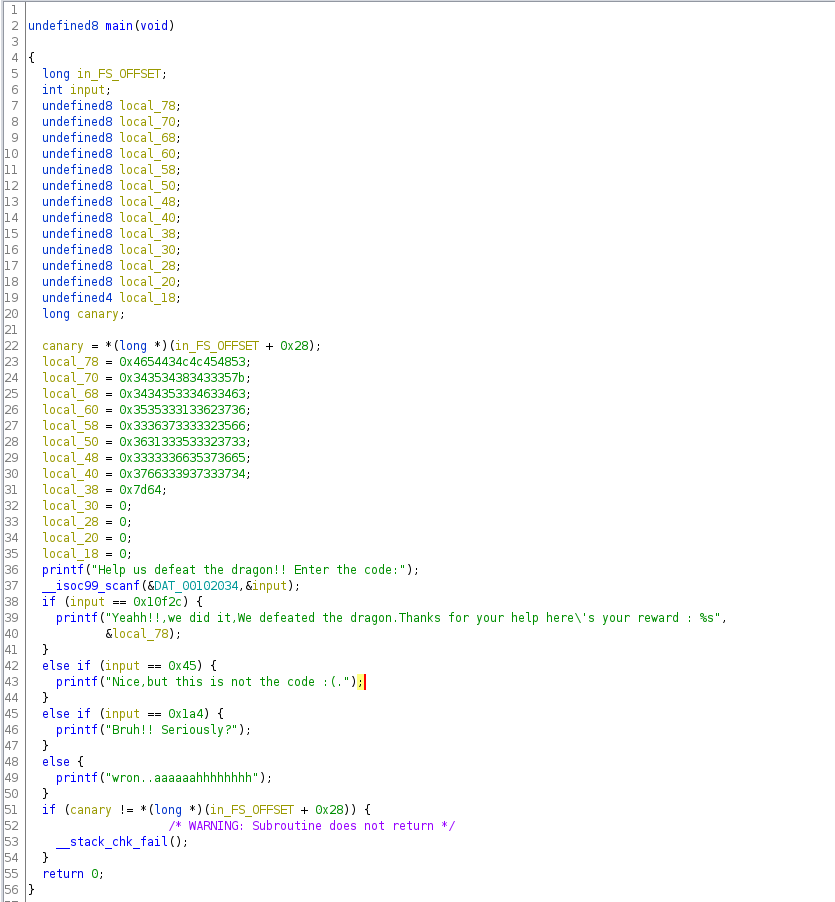 1
2 undefined8 main(void)
3
4 {
5 long in_FS_OFFSET;
6 int input;
7 undefined8 local_78;
8 undefined8 local_70;
9 undefined8 local_68;
10 undefined8 local_60;
11 undefined8 local_58;
12 undefined8 local_50;
13 undefined8 local_48;
14 undefined8 local_40;
15 undefined8 local_38;
16 undefined8 local_30;
17 undefined8 local_28;
18 undefined8 local_20;
19 undefined4 local_18;
20 long canary;
21
22 canary = *(long *)(in_FS_OFFSET + 0x28);
23 local_78 = 0x4654434c4c454853;
24 local_70 = 0x343534383433357b;
25 local_68 = 0x3434353334633463;
26 local_60 = 0x3535333133623736;
27 local_58 = 0x3336373333323566;
28 local_50 = 0x3631333533323733;
29 local_48 = 0x3333336635373665;
30 local_40 = 0x3766333937333734;
31 local_38 = 0x7d64;
32 local_30 = 0;
33 local_28 = 0;
34 local_20 = 0;
35 local_18 = 0;
36 printf("Help us defeat the dragon!! Enter the code:");
37 __isoc99_scanf(&DAT_00102034,&input);
38 if (input == 0x10f2c) {
39 printf("Yeahh!!,we did it,We defeated the dragon.Thanks for your help here\'s your reward : %s",
40 &local_78);
41 }
42 else if (input == 0x45) {
43 printf("Nice,but this is not the code :(.");
44 }
45 else if (input == 0x1a4) {
46 printf("Bruh!! Seriously?");
47 }
48 else {
49 printf("wron..aaaaaahhhhhhhh");
50 }
51 if (canary != *(long *)(in_FS_OFFSET + 0x28)) {
52 /* WARNING: Subroutine does not return */
53 __stack_chk_fail();
54 }
55 return 0;
56 }